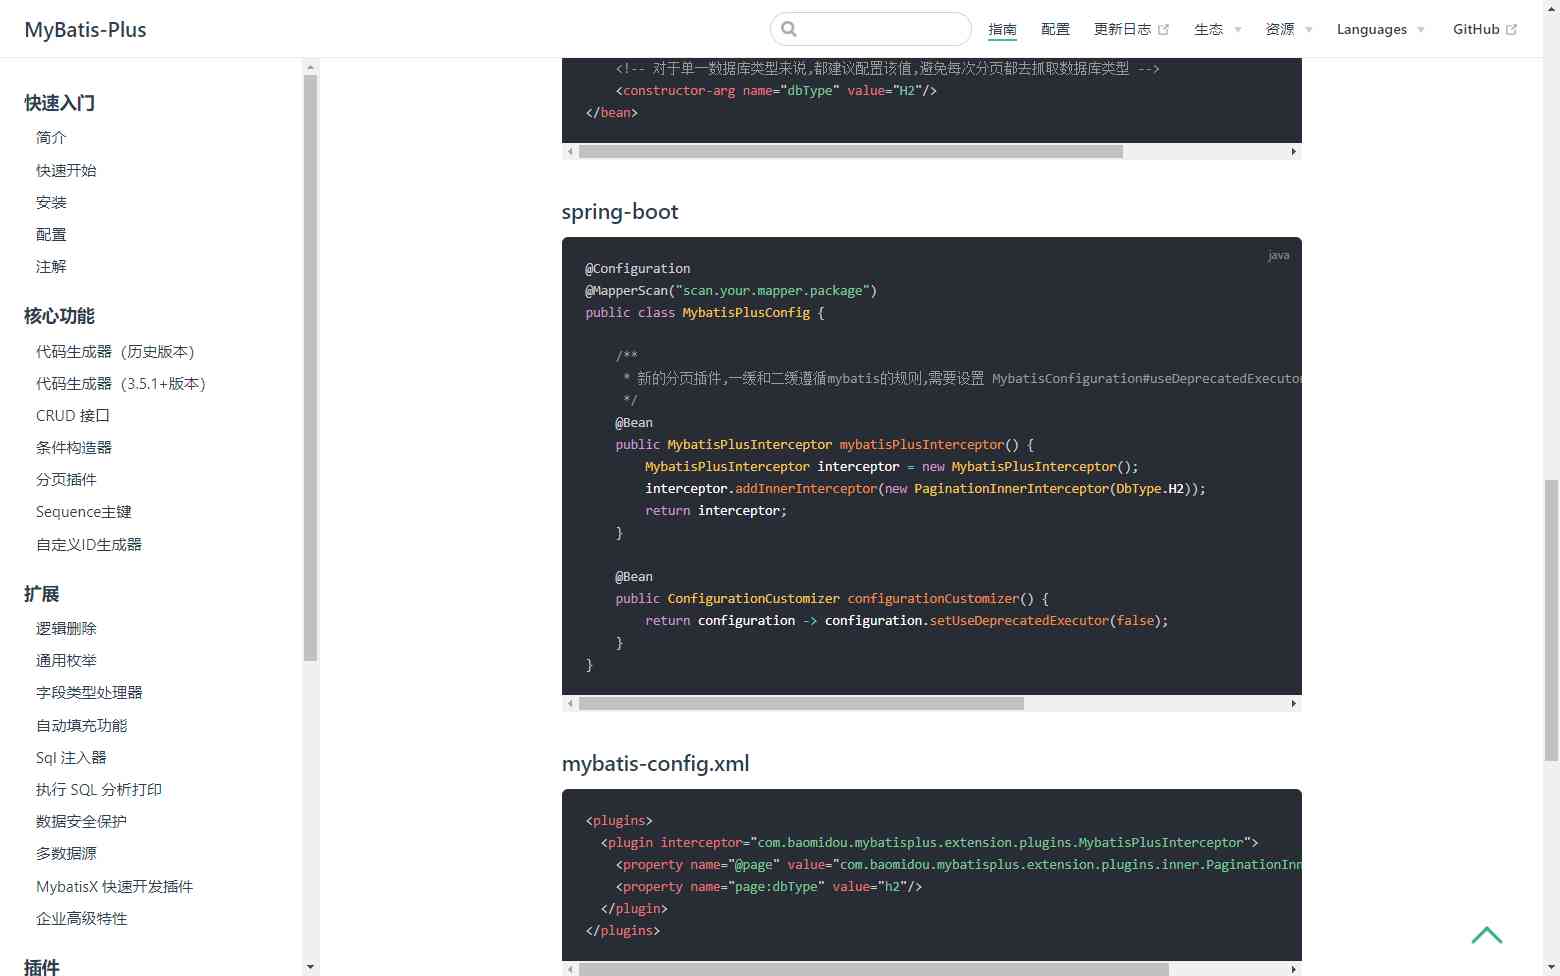 MyBatis-Plus
指南
配置
更新日志
生态
资源
Languages
GitHub
快速入门
简介
快速开始
安装
配置
注解
核心功能
代码生成器（历史版本）
代码生成器（3.5.1+版本）
CRUD 接口
条件构造器
分页插件
Sequence主键
自定义ID生成器
扩展
逻辑删除
通用枚举
字段类型处理器
自动填充功能
Sql 注入器
执行 SQL 分析打印
数据安全保护
多数据源
MybatisX 快速开发插件
企业高级特性
插件
<!-- 对于单一数据库类型来说,都建议配置该值,避免每次分页都去抓取数据库类型 -->
<constructor-arg name="dbType" value="H2"/>
</bean>
spring-boot
java
@Configuration
@MapperScan("scan.your.mapper.package")
public class MybatisPlusConfig {
/**
* 新的分页插件,一缓和二缓遵循mybatis的规则,需要设置 MybatisConfiguration#useDeprecatedExecutor
*/
@Bean
public MybatisPlusInterceptor mybatisPlusInterceptor() {
MybatisPlusInterceptor interceptor = new MybatisPlusInterceptor();
interceptor.addInnerInterceptor(new PaginationInnerInterceptor(DbType.H2));
return interceptor;
}
@Bean
public ConfigurationCustomizer configurationCustomizer() {
return configuration -> configuration.setUseDeprecatedExecutor(false);
}
}
mybatis-config.xml
<plugins>
<plugin interceptor="com.baomidou.mybatisplus.extension.plugins.MybatisPlusInterceptor">
<property name="@page" value="com.baomidou.mybatisplus.extension.plugins.inner.PaginationInn
<property name="page:dbType" value="h2"/>
</plugin>
</plugins>